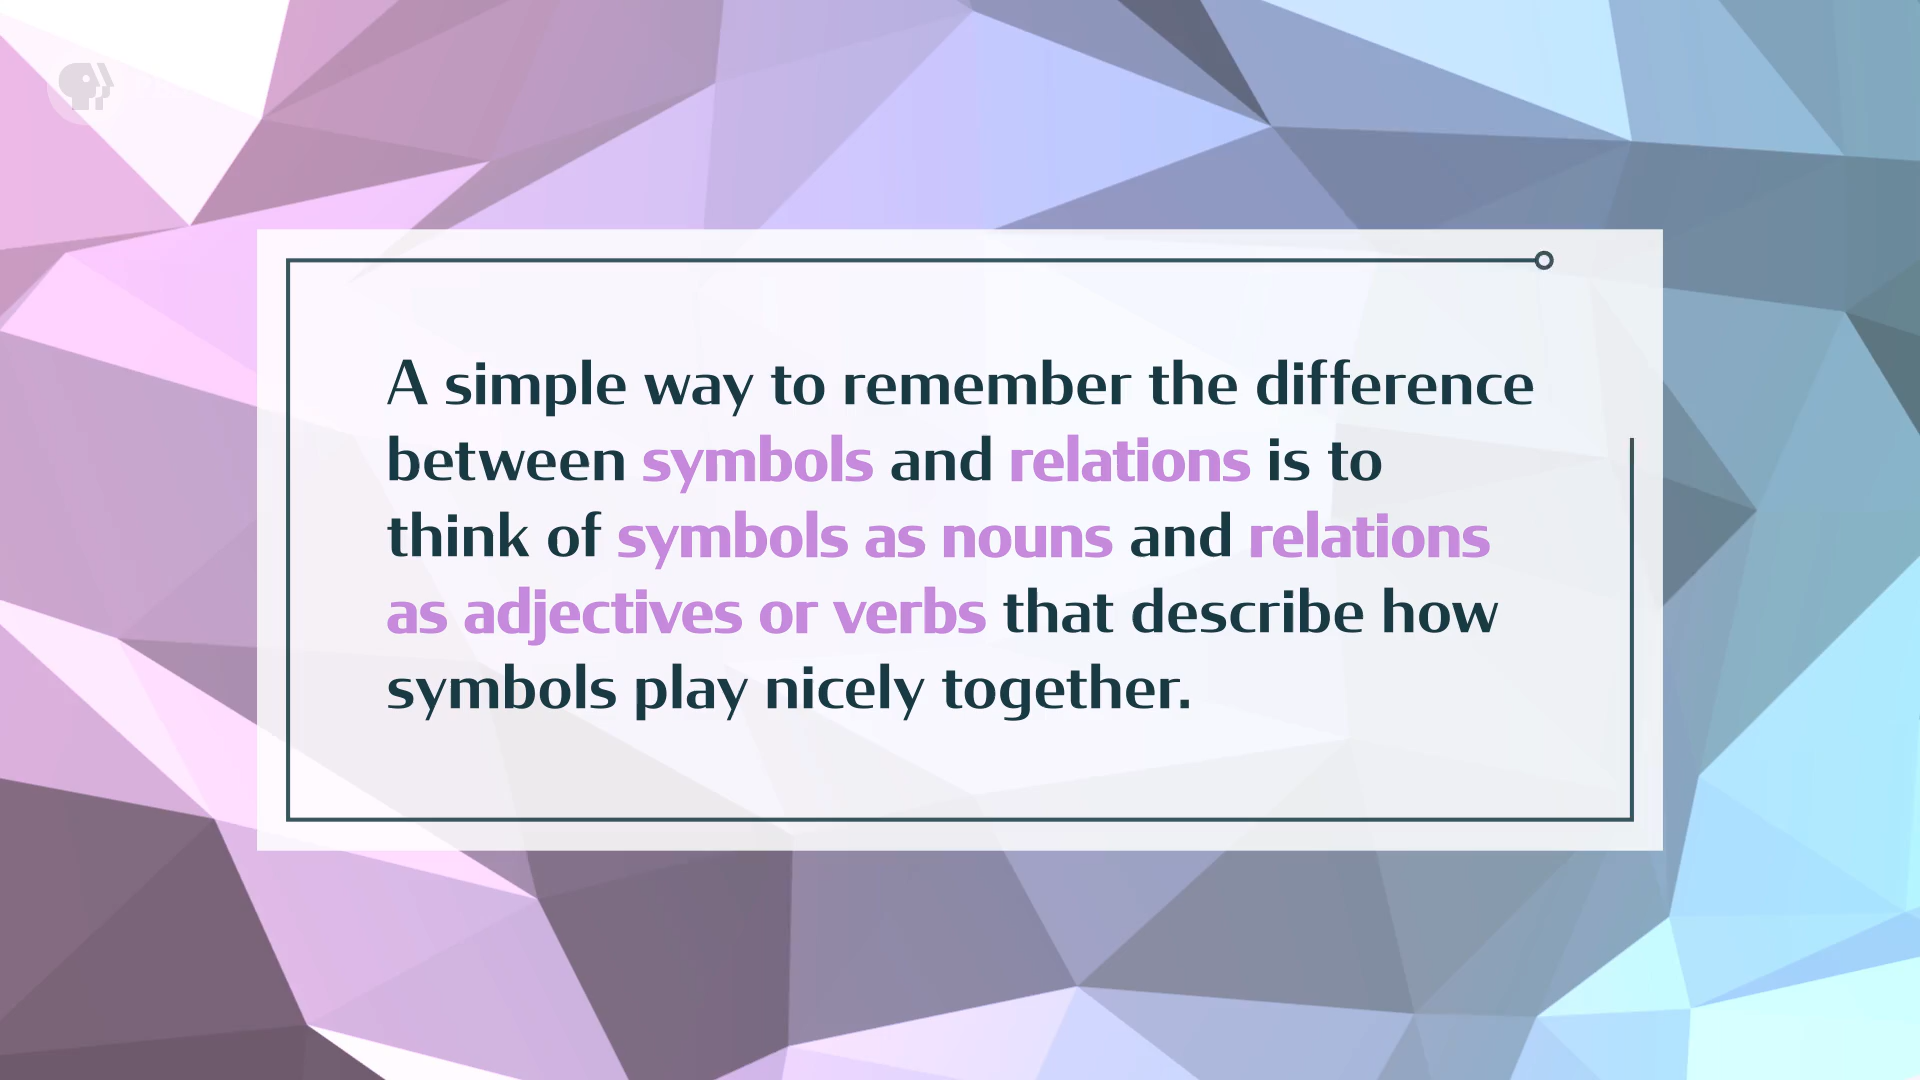 A simple way to remember the difference
between symbols and relations is to
think of symbols as nouns and relations
as adjectives or verbs that describe how
symbols play nicely together.